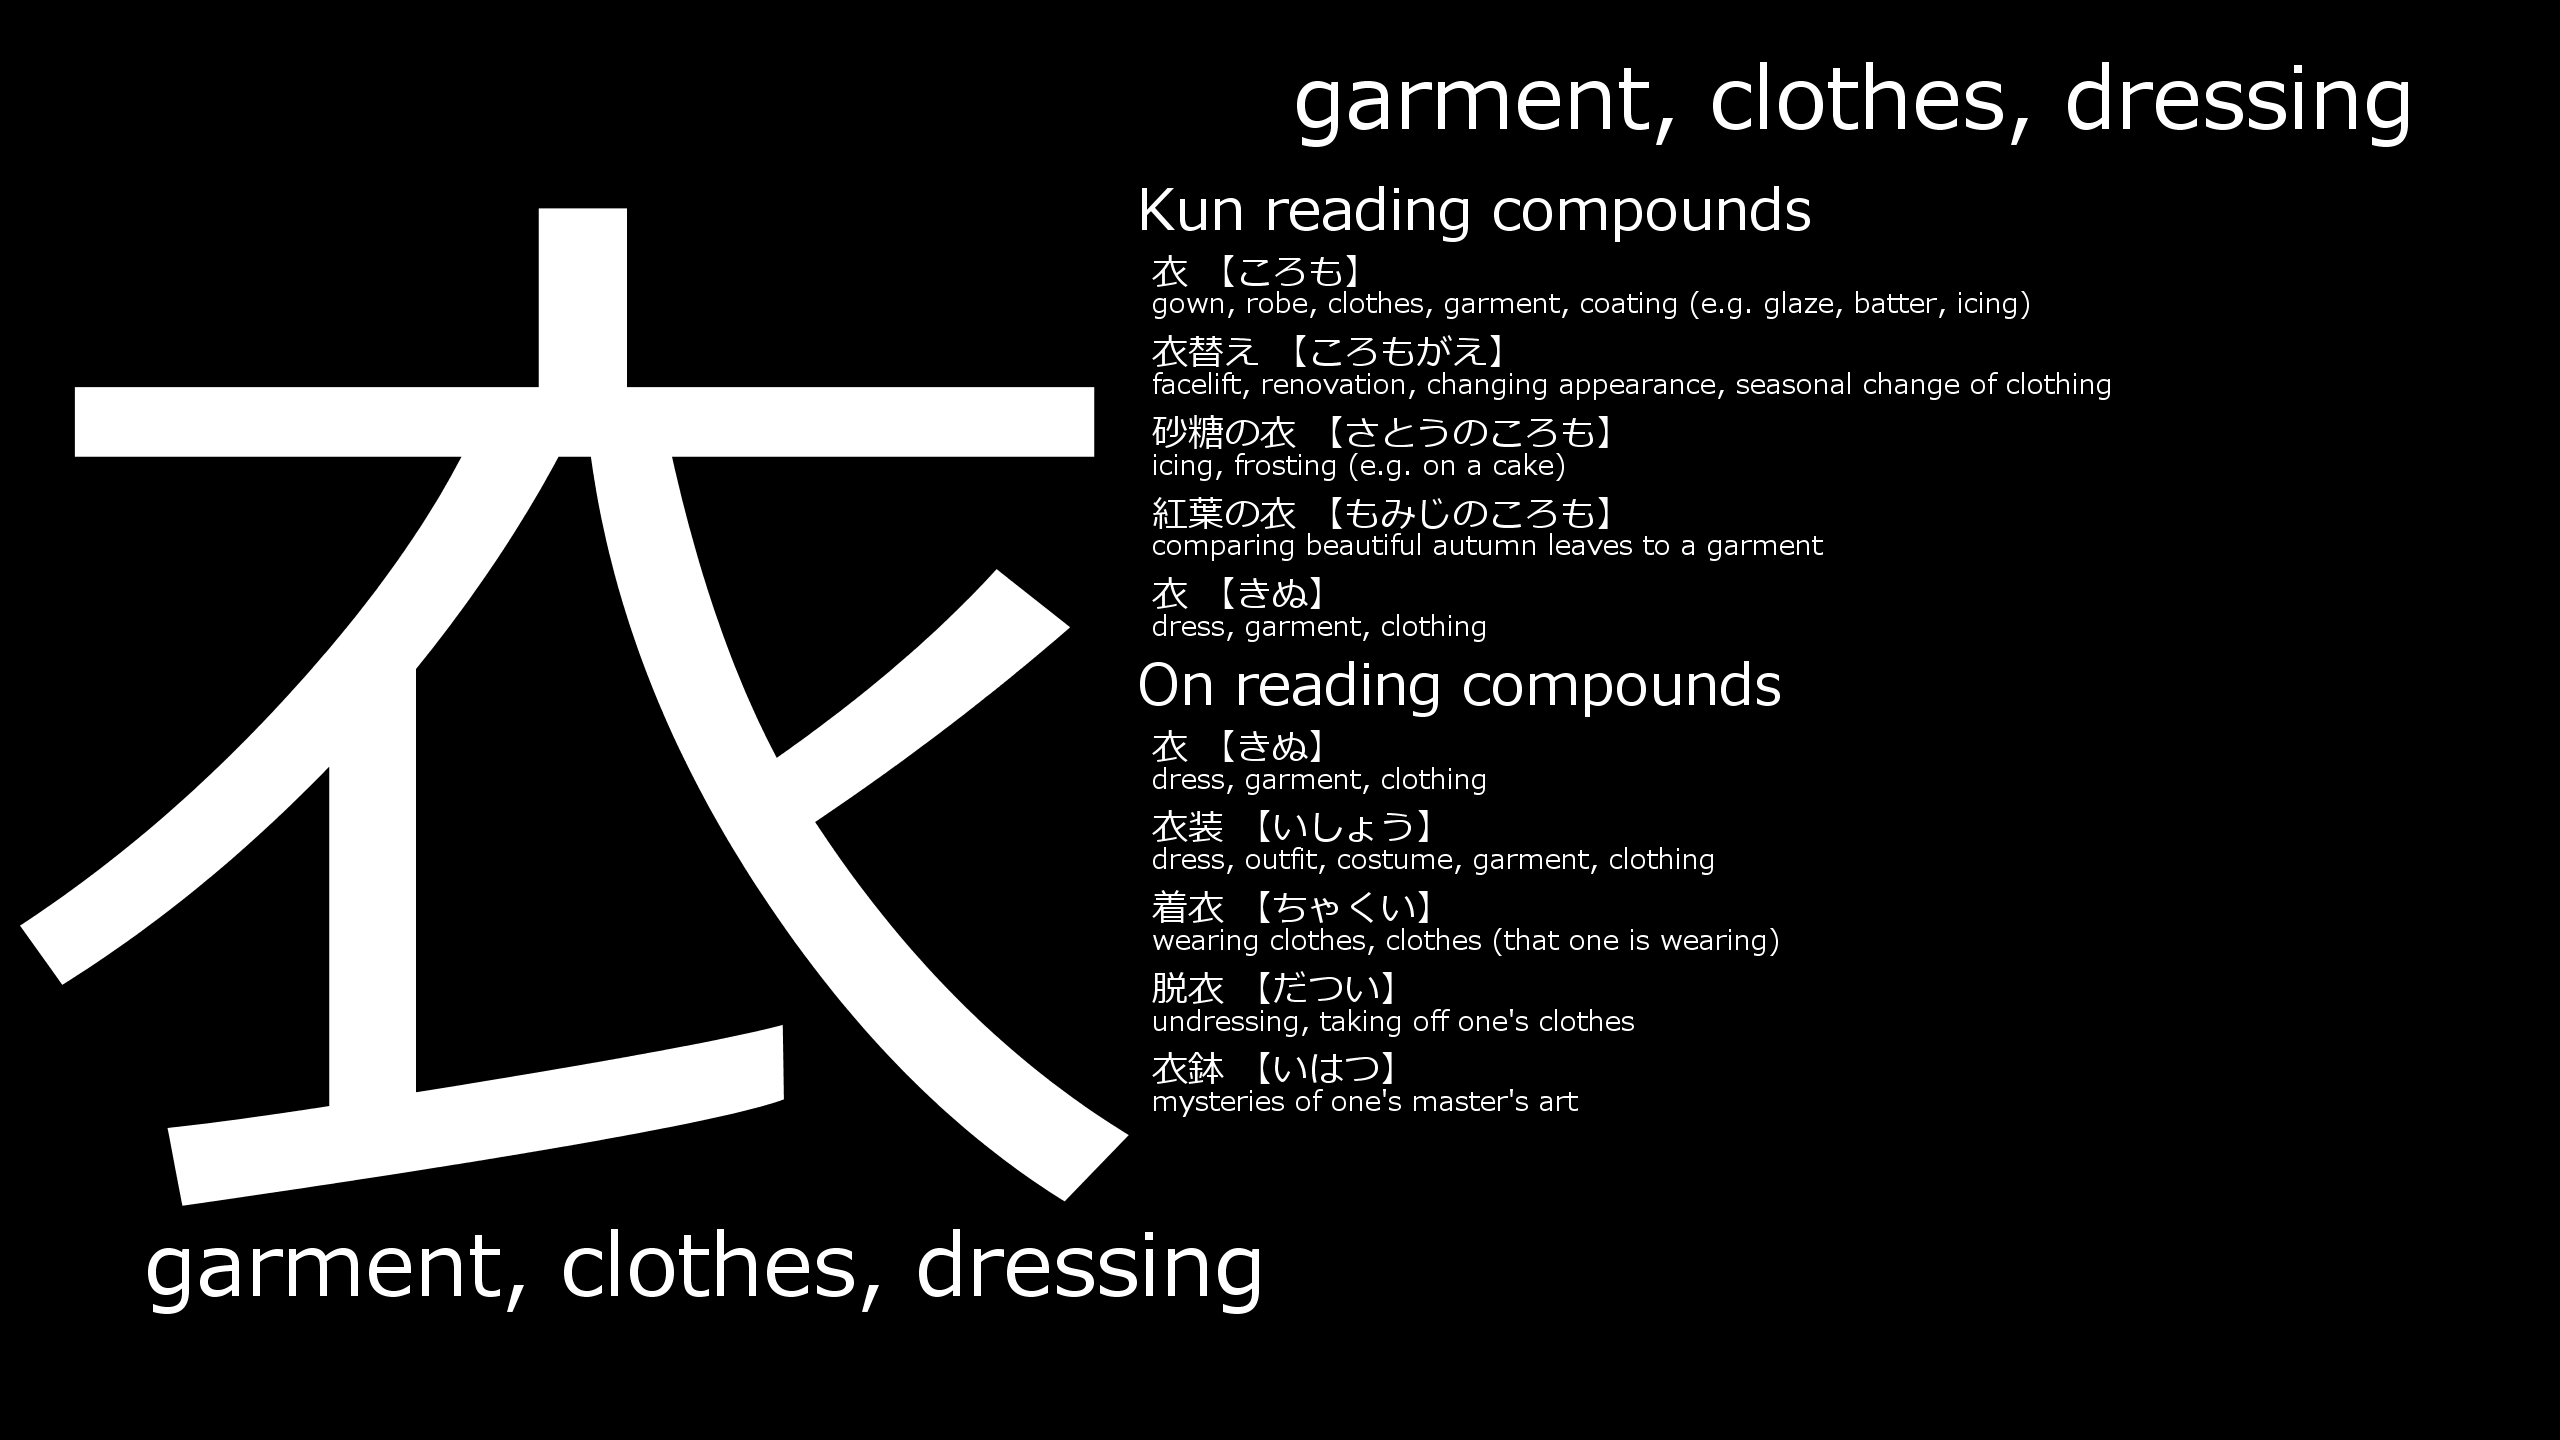 garment, clothes, dressing
衣
Kun reading compounds
衣 【ころも】
gown, robe, clothes, garment, coating (e.g. glaze, batter, icing)
衣替え 【ころもがえ】
facelift, renovation, changing appearance, seasonal change of clothing
砂糖の衣 【さとうのころも】
icing, frosting (e.g. on a cake)
紅葉の衣 【もみじのころも】
comparing beautiful autumn leaves to a garment
衣 【きぬ】
dress, garment, clothing
On reading compounds
衣 【きぬ】
dress, garment, clothing
衣装 【いしょう】
dress, outfit, costume, garment, clothing
着衣 【ちゃくい】
wearing clothes, clothes (that one is wearing)
脱衣 【だつい】
undressing, taking off one's clothes
衣鉢 【いはつ】
mysteries of one's master's art
garment, clothes, dressing